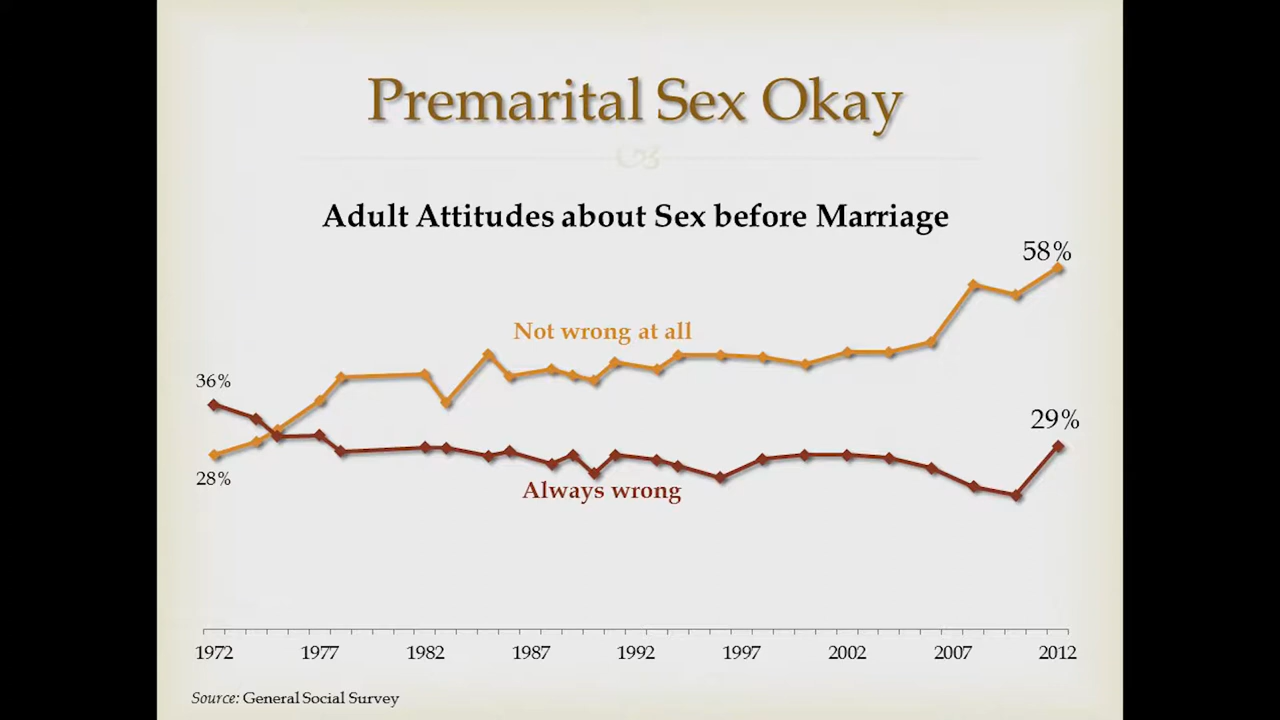 Premarital Sex Okay
Adult Attitudes about Sex before Marriage
58%
Not wrong at all
36%
29%
28%
Always wrong
1972 1977 1982 1987 1992 1997 2002 2007 2012
Source: General Social Survey